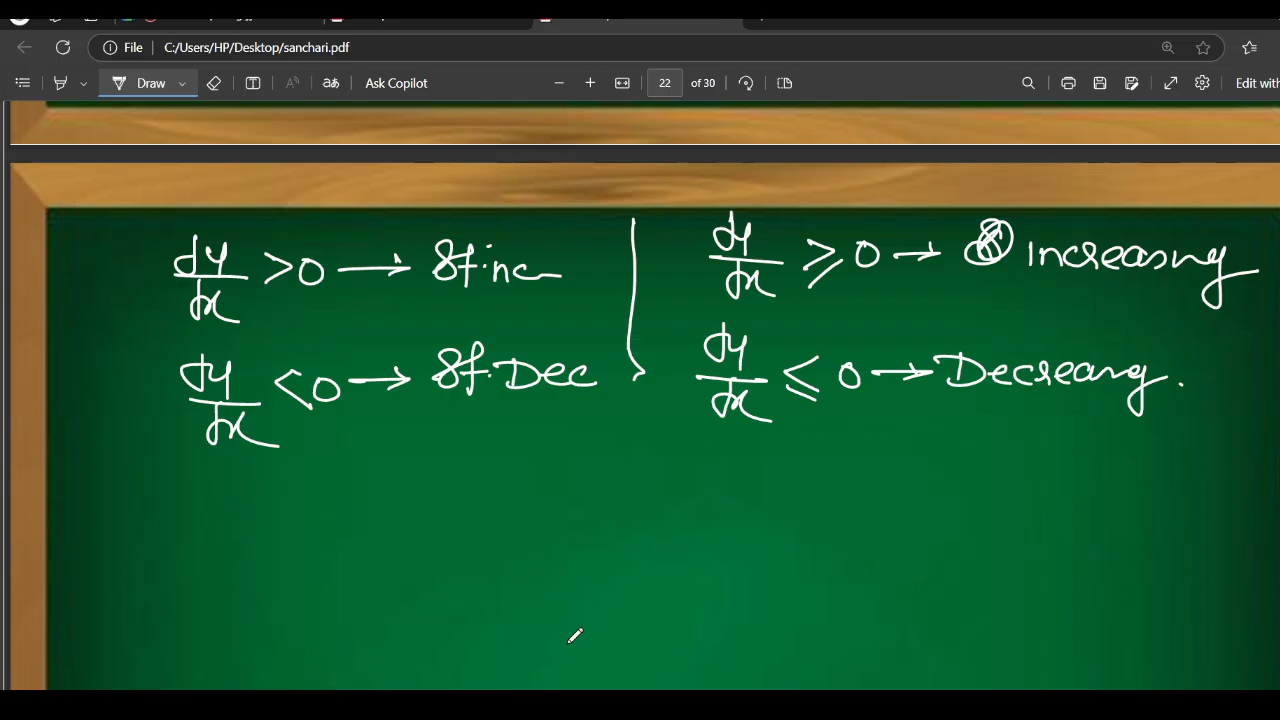 File C:/Users/HP/Desktop/sanchari.pdf
Draw Ask Copilot 22 of 30 Edit with
dy/dx > 0 → St. inc
dy/dx < 0 → St. Dec
dy/dx ≥ 0 → increasing
dy/dx ≤ 0 → Decreasing.